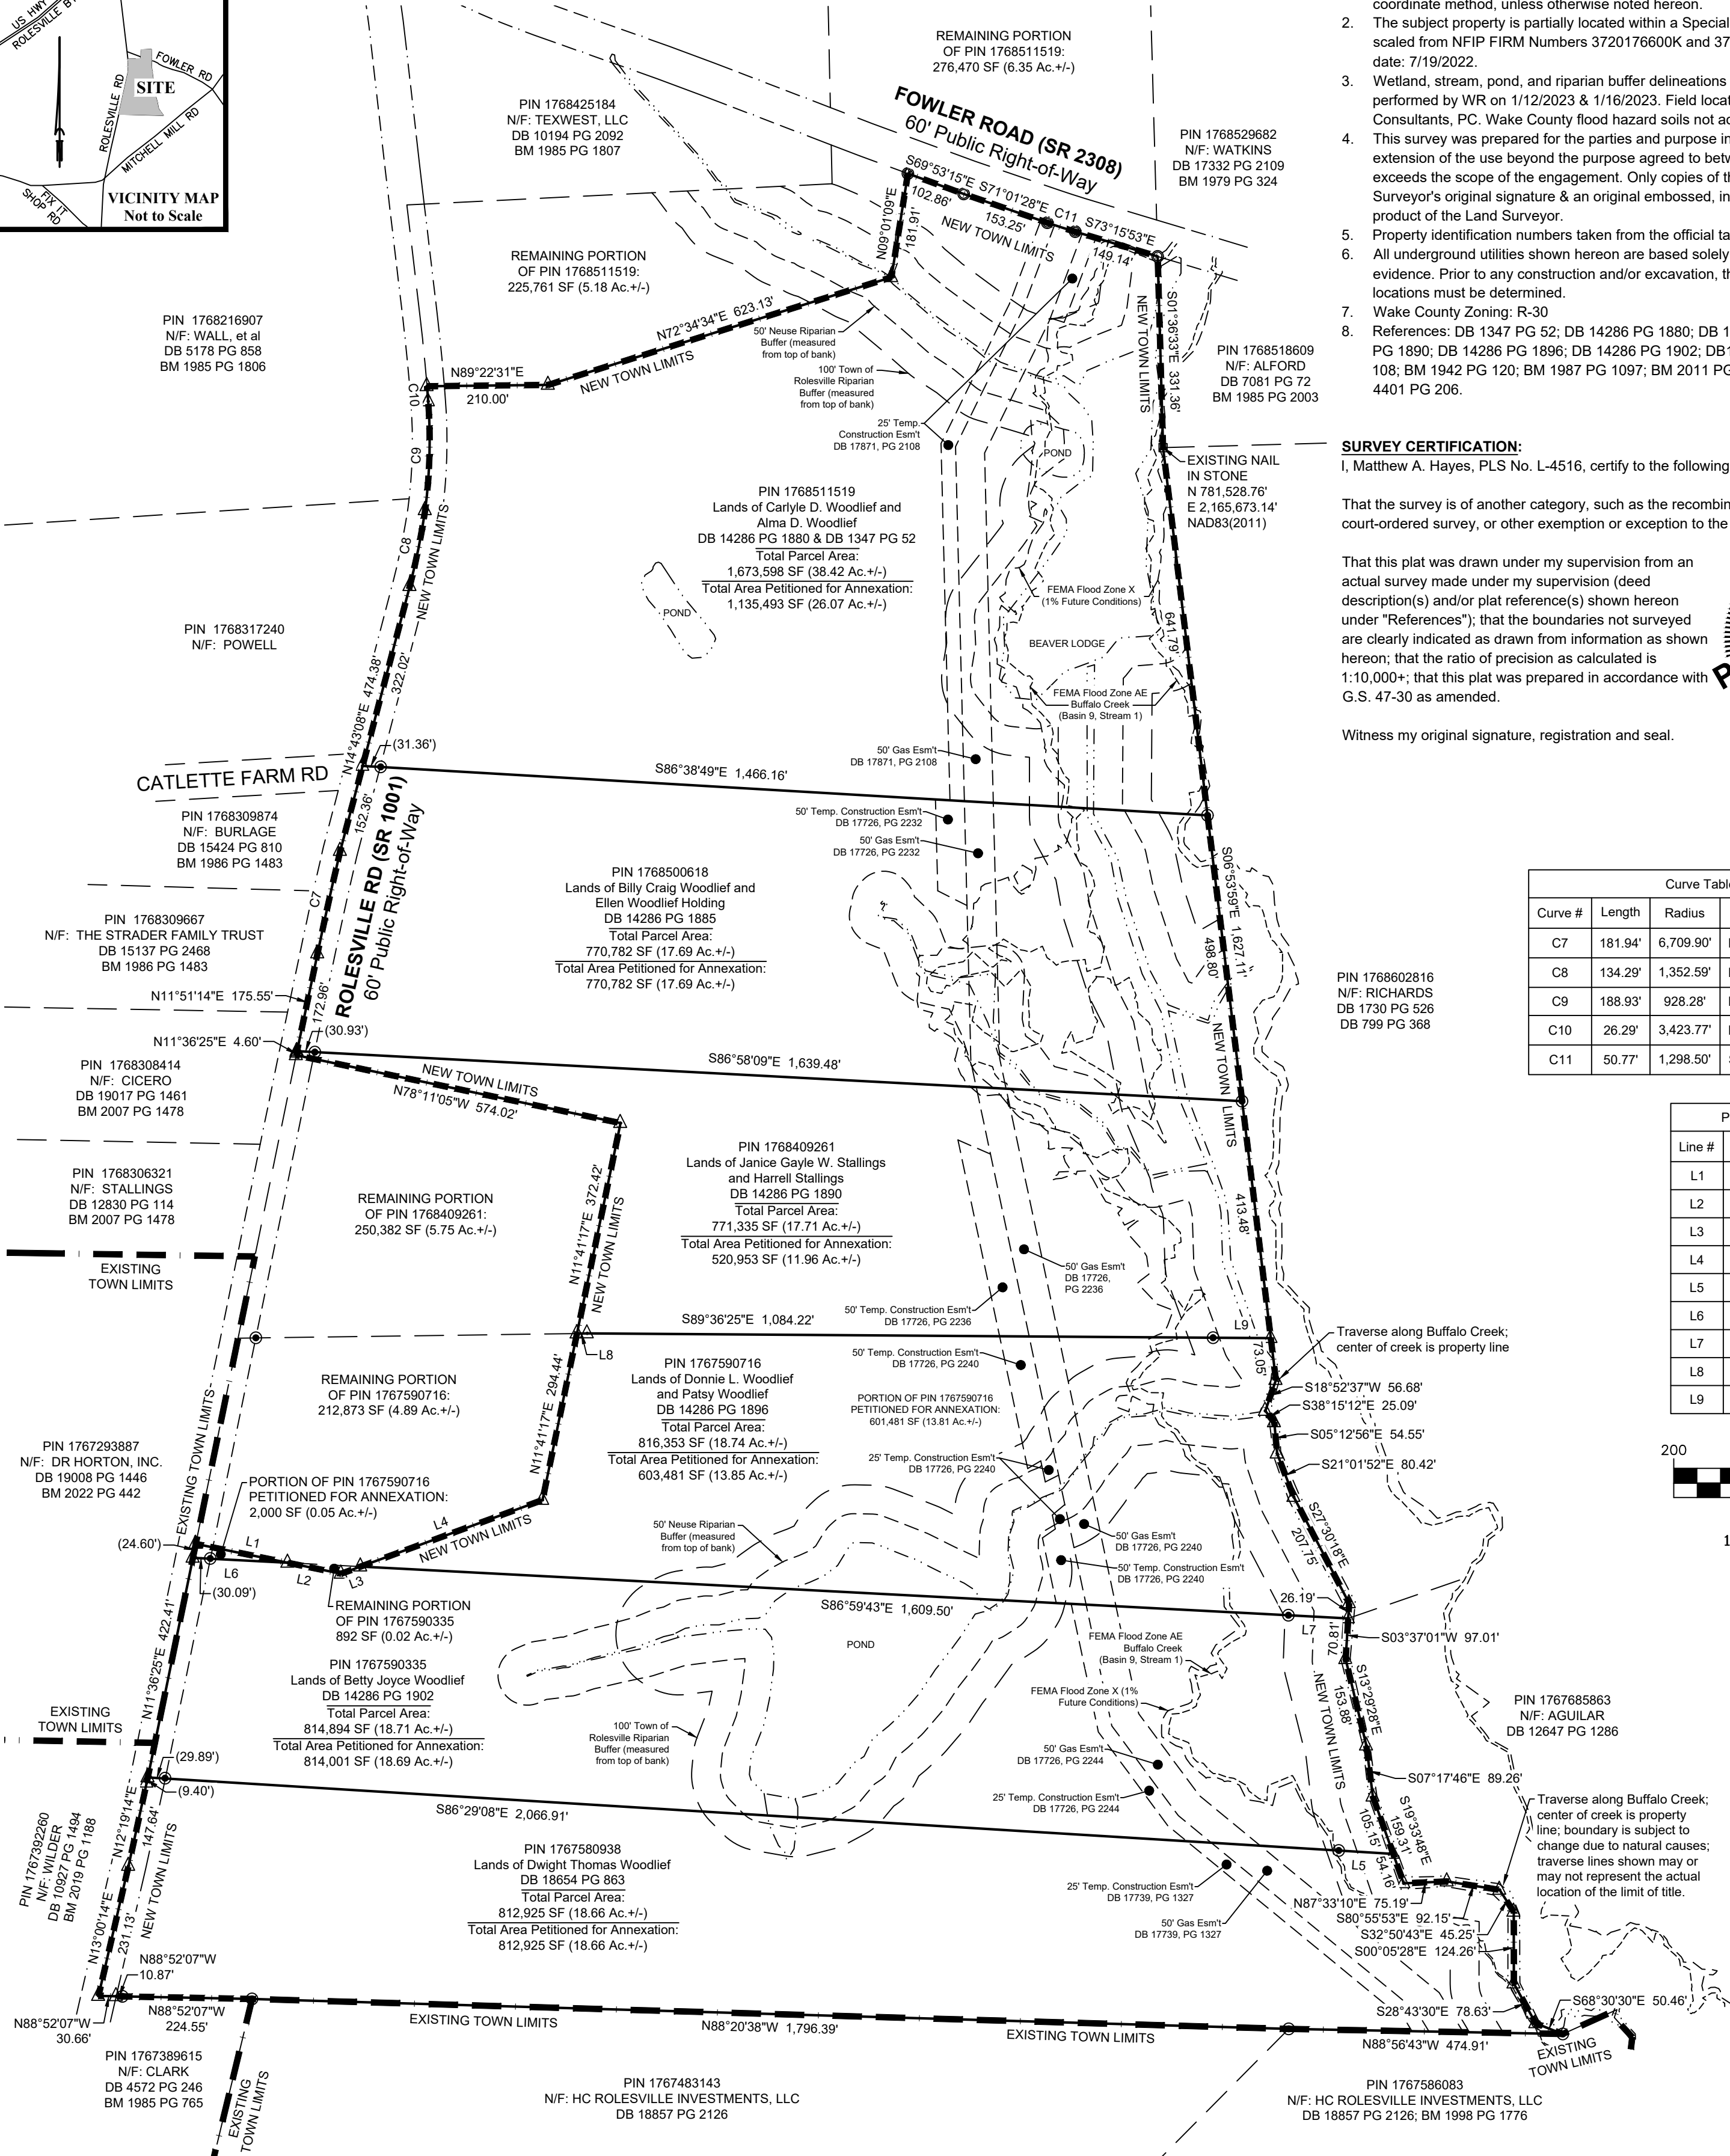 US HWY
ROLESVILLE BY
FOWLER RD
SITE
ROLESVILLE RD
MITCHELL MILL RD
FIX IT
SHOP RD
VICINITY MAP
Not to Scale
coordinate method, unless otherwise noted hereon.
2. The subject property is partially located within a Special
scaled from NFIP FIRM Numbers 3720176600K and 37
date: 7/19/2022.
3. Wetland, stream, pond, and riparian buffer delineations
performed by WR on 1/12/2023 & 1/16/2023. Field locat
Consultants, PC. Wake County flood hazard soils not ac
4. This survey was prepared for the parties and purpose in
extension of the use beyond the purpose agreed to betw
exceeds the scope of the engagement. Only copies of th
Surveyor's original signature & an original embossed, in
product of the Land Surveyor.
5. Property identification numbers taken from the official ta
6. All underground utilities shown hereon are based solely
evidence. Prior to any construction and/or excavation, th
locations must be determined.
7. Wake County Zoning: R-30
8. References: DB 1347 PG 52; DB 14286 PG 1880; DB 1
PG 1890; DB 14286 PG 1896; DB 14286 PG 1902; DB1
108; BM 1942 PG 120; BM 1987 PG 1097; BM 2011 PG
4401 PG 206.
SURVEY CERTIFICATION:
I, Matthew A. Hayes, PLS No. L-4516, certify to the following
That the survey is of another category, such as the recombin
court-ordered survey, or other exemption or exception to the
That this plat was drawn under my supervision from an
actual survey made under my supervision (deed
description(s) and/or plat reference(s) shown hereon
under "References"); that the boundaries not surveyed
are clearly indicated as drawn from information as shown
hereon; that the ratio of precision as calculated is
1:10,000+; that this plat was prepared in accordance with
G.S. 47-30 as amended.
Witness my original signature, registration and seal.
REMAINING PORTION
OF PIN 1768511519:
276,470 SF (6.35 Ac.+/-)
PIN 1768425184
N/F: TEXWEST, LLC
DB 10194 PG 2092
BM 1985 PG 1807
FOWLER ROAD (SR 2308)
60' Public Right-of-Way
PIN 1768529682
N/F: WATKINS
DB 17332 PG 2109
BM 1979 PG 324
S69°53'15"E
102.86'
S71°01'28"E
153.25'
C11
S73°15'53"E
149.14'
NEW TOWN LIMITS
N09°01'09"E
181.91'
REMAINING PORTION
OF PIN 1768511519:
225,761 SF (5.18 Ac.+/-)
N72°34'34"E 623.13'
NEW TOWN LIMITS
50' Neuse Riparian
Buffer (measured
from top of bank)
100' Town of
Rolesville Riparian
Buffer (measured
from top of bank)
25' Temp.
Construction Esm't
DB 17871, PG 2108
S01°36'33"E 331.36'
NEW TOWN LIMITS
PIN 1768518609
N/F: ALFORD
DB 7081 PG 72
BM 1985 PG 2003
PIN 1768216907
N/F: WALL, et al
DB 5178 PG 858
BM 1985 PG 1806
N89°22'31"E
210.00'
C10
C9
C8
NEW TOWN LIMITS
POND
EXISTING NAIL
IN STONE
N 781,528.76'
E 2,165,673.14'
NAD83(2011)
PIN 1768511519
Lands of Carlyle D. Woodlief and
Alma D. Woodlief
DB 14286 PG 1880 & DB 1347 PG 52
Total Parcel Area:
1,673,598 SF (38.42 Ac.+/-)
Total Area Petitioned for Annexation:
1,135,493 SF (26.07 Ac.+/-)
POND
FEMA Flood Zone X
(1% Future Conditions)
641.79'
BEAVER LODGE
FEMA Flood Zone AE
Buffalo Creek
(Basin 9, Stream 1)
PIN 1768317240
N/F: POWELL
N14°43'08"E 474.38'
322.02'
(31.36')
CATLETTE FARM RD
50' Gas Esm't
DB 17871, PG 2108
S86°38'49"E 1,466.16'
50' Temp. Construction Esm't
DB 17726, PG 2232
50' Gas Esm't
DB 17726, PG 2232
PIN 1768309874
N/F: BURLAGE
DB 15424 PG 810
BM 1986 PG 1483
152.36'
C7
ROLESVILLE RD (SR 1001)
60' Public Right-of-Way
PIN 1768500618
Lands of Billy Craig Woodlief and
Ellen Woodlief Holding
DB 14286 PG 1885
Total Parcel Area:
770,782 SF (17.69 Ac.+/-)
Total Area Petitioned for Annexation:
770,782 SF (17.69 Ac.+/-)
S06°53'59"E 1,627.11'
498.80'
NEW TOWN LIMITS
PIN 1768309667
N/F: THE STRADER FAMILY TRUST
DB 15137 PG 2468
BM 1986 PG 1483
PIN 1768602816
N/F: RICHARDS
DB 1730 PG 526
DB 799 PG 368
Curve Tabl
Curve # Length Radius
C7 181.94' 6,709.90'
C8 134.29' 1,352.59'
C9 188.93' 928.28'
C10 26.29' 3,423.77'
C11 50.77' 1,298.50'
Line #
L1
L2
L3
L4
L5
L6
L7
L8
L9
200
N11°51'14"E 175.55'
172.96'
(30.93')
N11°36'25"E 4.60'
S86°58'09"E 1,639.48'
NEW TOWN LIMITS
N78°11'05"W 574.02'
PIN 1768308414
N/F: CICERO
DB 19017 PG 1461
BM 2007 PG 1478
PIN 1768306321
N/F: STALLINGS
DB 12830 PG 114
BM 2007 PG 1478
REMAINING PORTION
OF PIN 1768409261:
250,382 SF (5.75 Ac.+/-)
N11°41'17"E 372.42'
NEW TOWN LIMITS
PIN 1768409261
Lands of Janice Gayle W. Stallings
and Harrell Stallings
DB 14286 PG 1890
Total Parcel Area:
771,335 SF (17.71 Ac.+/-)
Total Area Petitioned for Annexation:
520,953 SF (11.96 Ac.+/-)
413.48'
50' Gas Esm't
DB 17726,
PG 2236
50' Temp. Construction Esm't
DB 17726, PG 2236
EXISTING
TOWN LIMITS
S89°36'25"E 1,084.22'
L9
L8
73.05'
Traverse along Buffalo Creek;
center of creek is property line
S18°52'37"W 56.68'
S38°15'12"E 25.09'
S05°12'56"E 54.55'
S21°01'52"E 80.42'
S27°30'18"E
207.75'
50' Temp. Construction Esm't
DB 17726, PG 2240
REMAINING PORTION
OF PIN 1767590716:
212,873 SF (4.89 Ac.+/-)
N11°41'17"E 294.44'
PIN 1767590716
Lands of Donnie L. Woodlief
and Patsy Woodlief
DB 14286 PG 1896
Total Parcel Area:
816,353 SF (18.74 Ac.+/-)
Total Area Petitioned for Annexation:
603,481 SF (13.85 Ac.+/-)
PORTION OF PIN 1767590716
PETITIONED FOR ANNEXATION:
601,481 SF (13.81 Ac.+/-)
25' Temp. Construction Esm't
DB 17726, PG 2240
50' Gas Esm't
DB 17726, PG 2240
50' Temp. Construction Esm't
DB 17726, PG 2240
PIN 1767293887
N/F: DR HORTON, INC.
DB 19008 PG 1446
BM 2022 PG 442
EXISTING TOWN LIMITS
PORTION OF PIN 1767590716
PETITIONED FOR ANNEXATION:
2,000 SF (0.05 Ac.+/-)
(24.60')
L1
L6
L2
L3
L4
NEW TOWN LIMITS
(30.09')
50' Neuse Riparian
Buffer (measured
from top of bank)
S86°59'43"E 1,609.50'
26.19'
L7
REMAINING PORTION
OF PIN 1767590335
892 SF (0.02 Ac.+/-)
N11°36'25"E 422.41'
PIN 1767590335
Lands of Betty Joyce Woodlief
DB 14286 PG 1902
Total Parcel Area:
814,894 SF (18.71 Ac.+/-)
Total Area Petitioned for Annexation:
814,001 SF (18.69 Ac.+/-)
POND
100' Town of
Rolesville Riparian
Buffer (measured
from top of bank)
FEMA Flood Zone AE
Buffalo Creek
(Basin 9, Stream 1)
FEMA Flood Zone X (1%
Future Conditions)
70.81'
S03°37'01"W 97.01'
S13°29'28"E
153.88'
NEW TOWN LIMITS
PIN 1767685863
N/F: AGUILAR
DB 12647 PG 1286
50' Gas Esm't
DB 17726, PG 2244
25' Temp. Construction Esm't
DB 17726, PG 2244
S07°17'46"E 89.26'
S19°33'48"E
159.31'
105.15'
54.16'
EXISTING
TOWN LIMITS
(29.89')
(9.40')
S86°29'08"E 2,066.91'
L5
Traverse along Buffalo Creek;
center of creek is property
line; boundary is subject to
change due to natural causes;
traverse lines shown may or
may not represent the actual
location of the limit of title.
PIN 1767392260
N/F: WILDER
DB 10927 PG 1494
BM 2019 PG 1188
N12°19'14"E
147.64'
N13°00'14"E
231.13'
NEW TOWN LIMITS
PIN 1767580938
Lands of Dwight Thomas Woodlief
DB 18654 PG 863
Total Parcel Area:
812,925 SF (18.66 Ac.+/-)
Total Area Petitioned for Annexation:
812,925 SF (18.66 Ac.+/-)
25' Temp. Construction Esm't
DB 17739, PG 1327
50' Gas Esm't
DB 17739, PG 1327
N87°33'10"E 75.19'
S80°55'53"E 92.15'
S32°50'43"E 45.25'
S00°05'28"E 124.26'
S28°43'30"E 78.63'
S68°30'30"E 50.46'
N88°52'07"W
10.87'
N88°52'07"W
224.55'
N88°52'07"W
30.66'
EXISTING TOWN LIMITS
N88°20'38"W 1,796.39'
EXISTING TOWN LIMITS
N88°56'43"W 474.91'
EXISTING
TOWN LIMITS
PIN 1767389615
N/F: CLARK
DB 4572 PG 246
BM 1985 PG 765
EXISTING
TOWN LIMITS
PIN 1767483143
N/F: HC ROLESVILLE INVESTMENTS, LLC
DB 18857 PG 2126
PIN 1767586083
N/F: HC ROLESVILLE INVESTMENTS, LLC
DB 18857 PG 2126; BM 1998 PG 1776